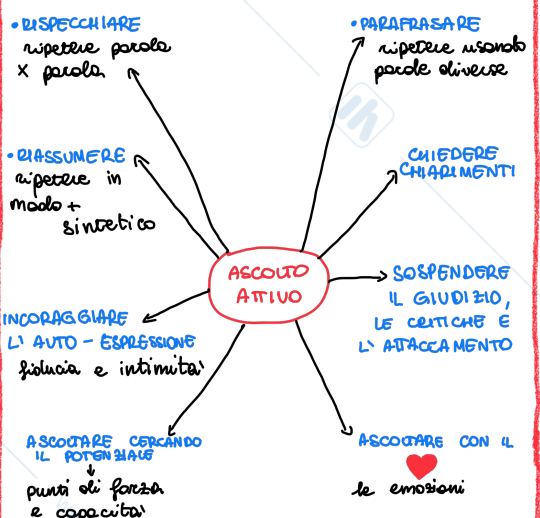 • RISPECCHIARE
ripetere parola
x parola
• PARAFRASARE
ripetere usando
parole diverse
• RIASSUMERE
ripetere in
modo +
sintetico
CHIEDERE
CHIARIMENTI
ASCOLTO
ATTIVO
SOSPENDERE
IL GIUDIZIO,
LE CRITICHE E
L' ATTACCAMENTO
INCORAGGIARE
L' AUTO-ESPRESSIONE
fiducia e intimita'
ASCOLTARE CERCANDO
IL POTENZIALE
punti di forza
e capacita'
ASCOLTARE CON IL
le emozioni